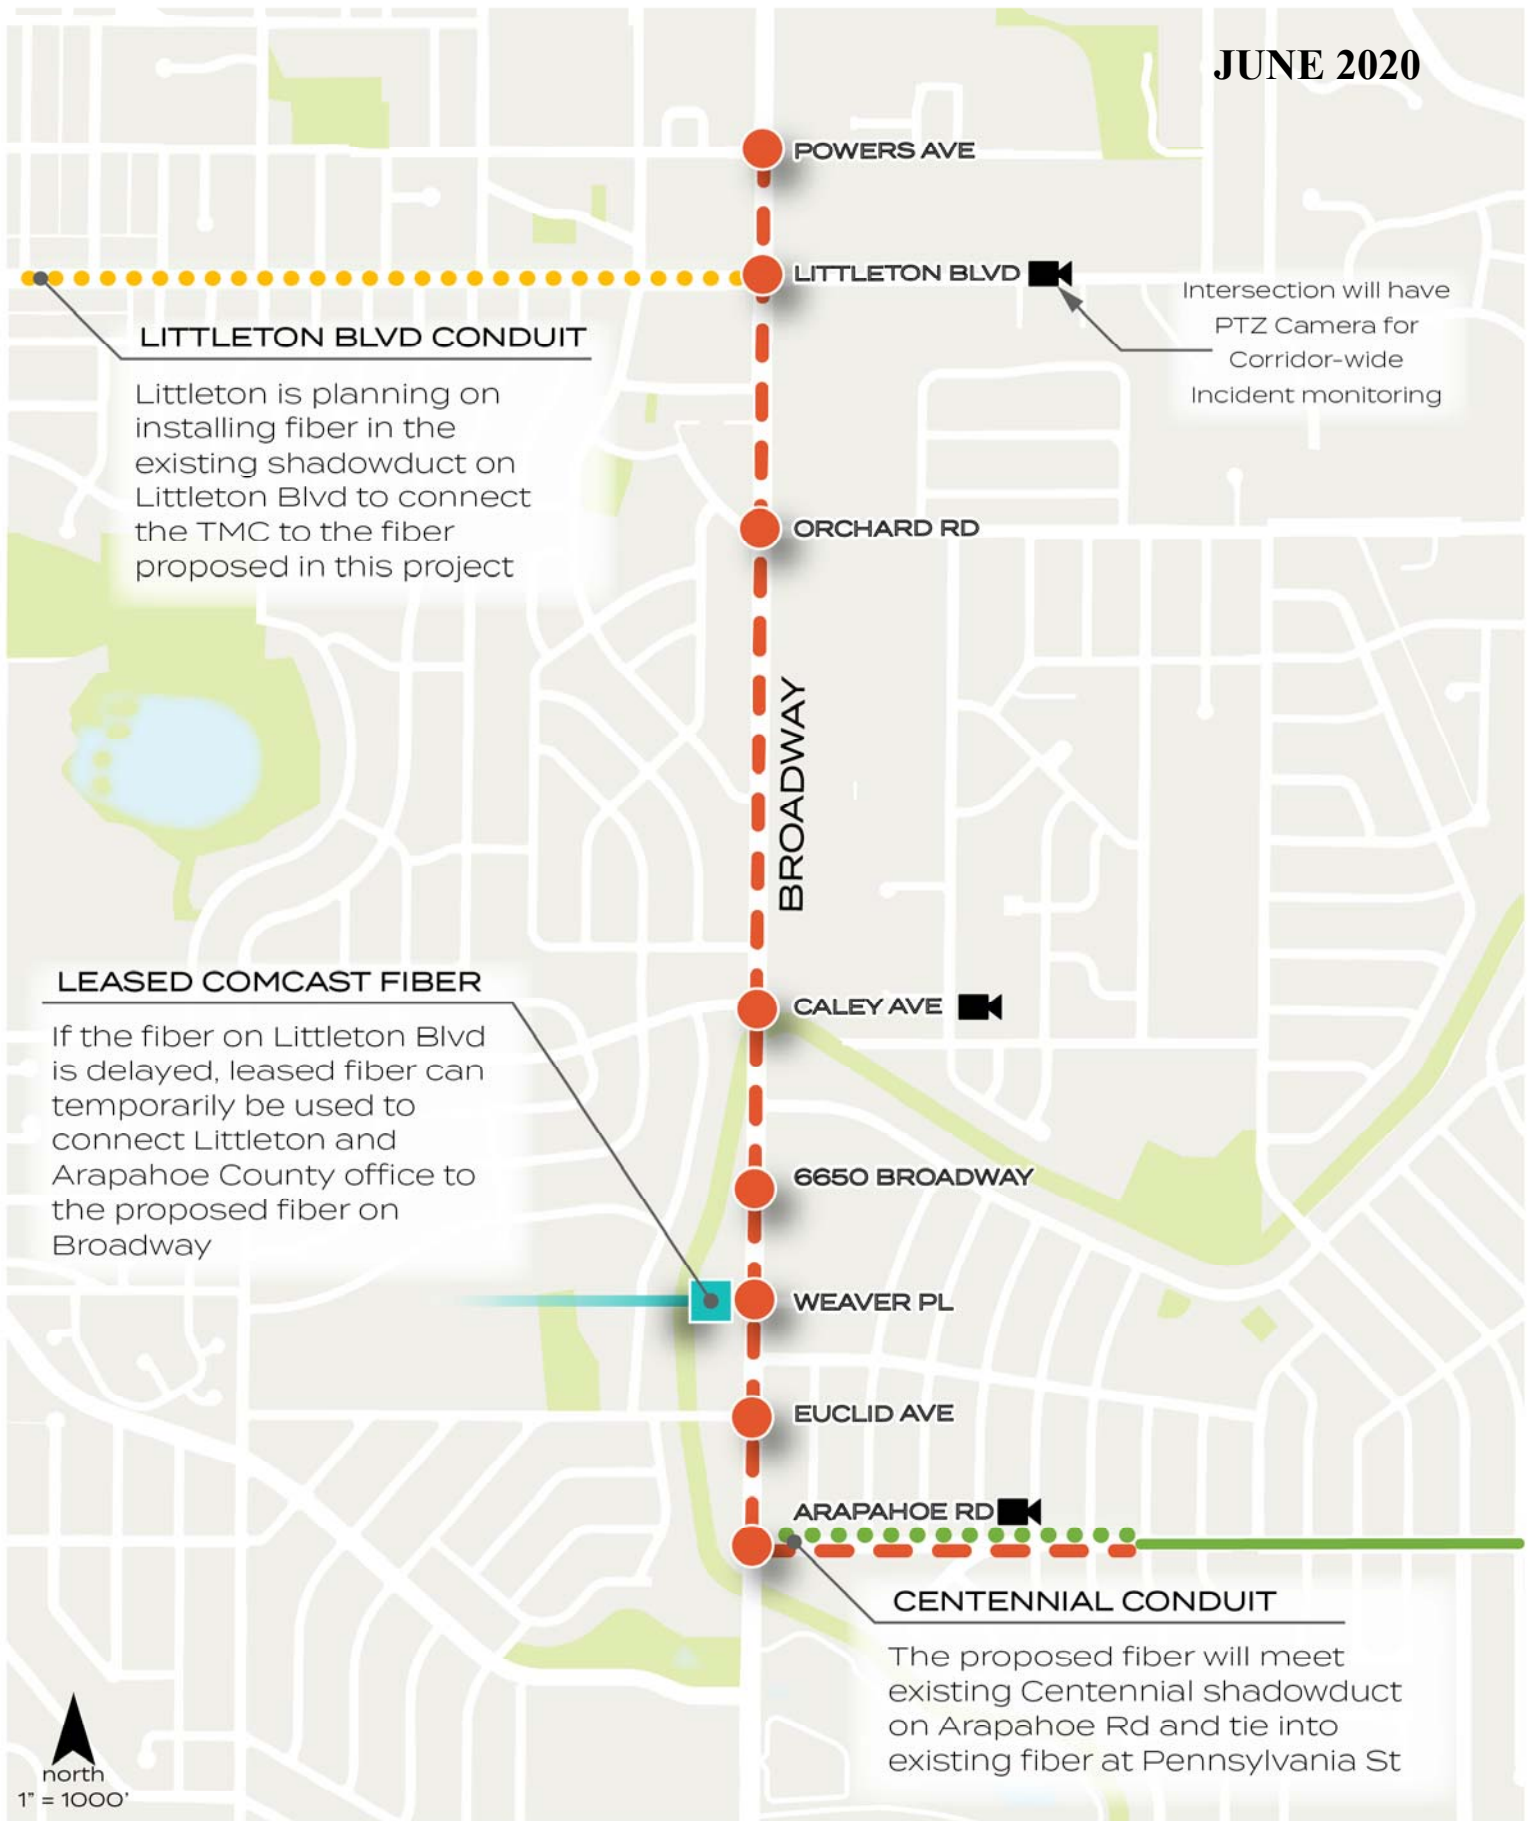 JUNE 2020
POWERS AVE
LITTLETON BLVD
Intersection will have
PTZ Camera for
Corridor-wide
Incident monitoring
LITTLETON BLVD CONDUIT
Littleton is planning on
installing fiber in the
existing shadowduct on
Littleton Blvd to connect
the TMC to the fiber
proposed in this project
ORCHARD RD
BROADWAY
LEASED COMCAST FIBER
If the fiber on Littleton Blvd
is delayed, leased fiber can
temporarily be used to
connect Littleton and
Arapahoe County office to
the proposed fiber on
Broadway
CALEY AVE
6650 BROADWAY
WEAVER PL
EUCLID AVE
ARAPAHOE RD
CENTENNIAL CONDUIT
The proposed fiber will meet
existing Centennial shadowduct
on Arapahoe Rd and tie into
existing fiber at Pennsylvania St
north
1" = 1000'